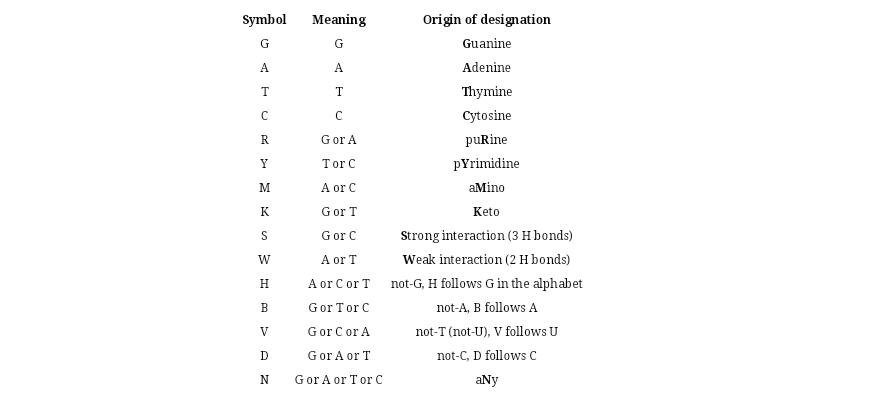 Symbol Meaning Origin of designation
G G Guanine
A A Adenine
T T Thymine
C C Cytosine
R G or A puRine
Y T or C pYrimidine
M A or C aMino
K G or T Keto
S G or C Strong interaction (3 H bonds)
W A or T Weak interaction (2 H bonds)
H A or C or T not-G, H follows G in the alphabet
B G or T or C not-A, B follows A
V G or C or A not-T (not-U), V follows U
D G or A or T not-C, D follows C
N G or A or T or C aNy